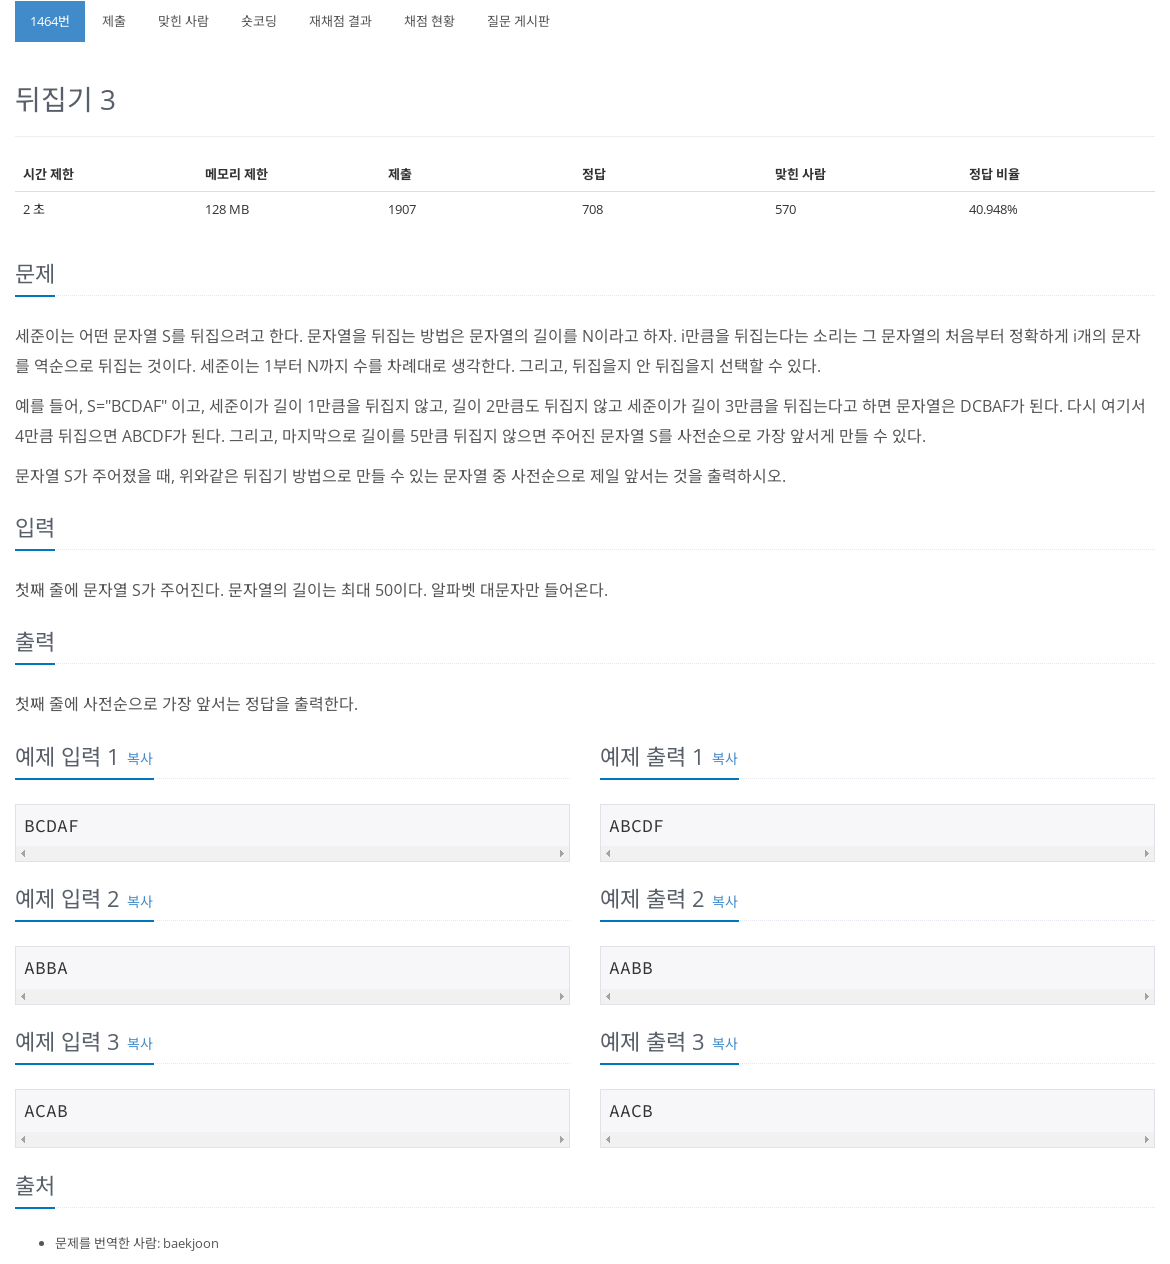 1464번 제출 맞힌 사람 숏코딩 재채점 결과 채점 현황 질문 게시판
뒤집기 3
시간 제한 메모리 제한 제출 정답 맞힌 사람 정답 비율
2 초 128 MB 1907 708 570 40.948%
문제
세준이는 어떤 문자열 S를 뒤집으려고 한다. 문자열을 뒤집는 방법은 문자열의 길이를 N이라고 하자. i만큼을 뒤집는다는 소리는 그 문자열의 처음부터 정확하게 i개의 문자
를 역순으로 뒤집는 것이다. 세준이는 1부터 N까지 수를 차례대로 생각한다. 그리고, 뒤집을지 안 뒤집을지 선택할 수 있다.
예를 들어, S="BCDAF" 이고, 세준이가 길이 1만큼을 뒤집지 않고, 길이 2만큼도 뒤집지 않고 세준이가 길이 3만큼을 뒤집는다고 하면 문자열은 DCBAF가 된다. 다시 여기서
4만큼 뒤집으면 ABCDF가 된다. 그리고, 마지막으로 길이를 5만큼 뒤집지 않으면 주어진 문자열 S를 사전순으로 가장 앞서게 만들 수 있다.
문자열 S가 주어졌을 때, 위와같은 뒤집기 방법으로 만들 수 있는 문자열 중 사전순으로 제일 앞서는 것을 출력하시오.
입력
첫째 줄에 문자열 S가 주어진다. 문자열의 길이는 최대 50이다. 알파벳 대문자만 들어온다.
출력
첫째 줄에 사전순으로 가장 앞서는 정답을 출력한다.
예제 입력 1 복사
BCDAF
예제 출력 1 복사
ABCDF
예제 입력 2 복사
ABBA
예제 출력 2 복사
AABB
예제 입력 3 복사
ACAB
예제 출력 3 복사
AACB
출처
문제를 번역한 사람: baekjoon